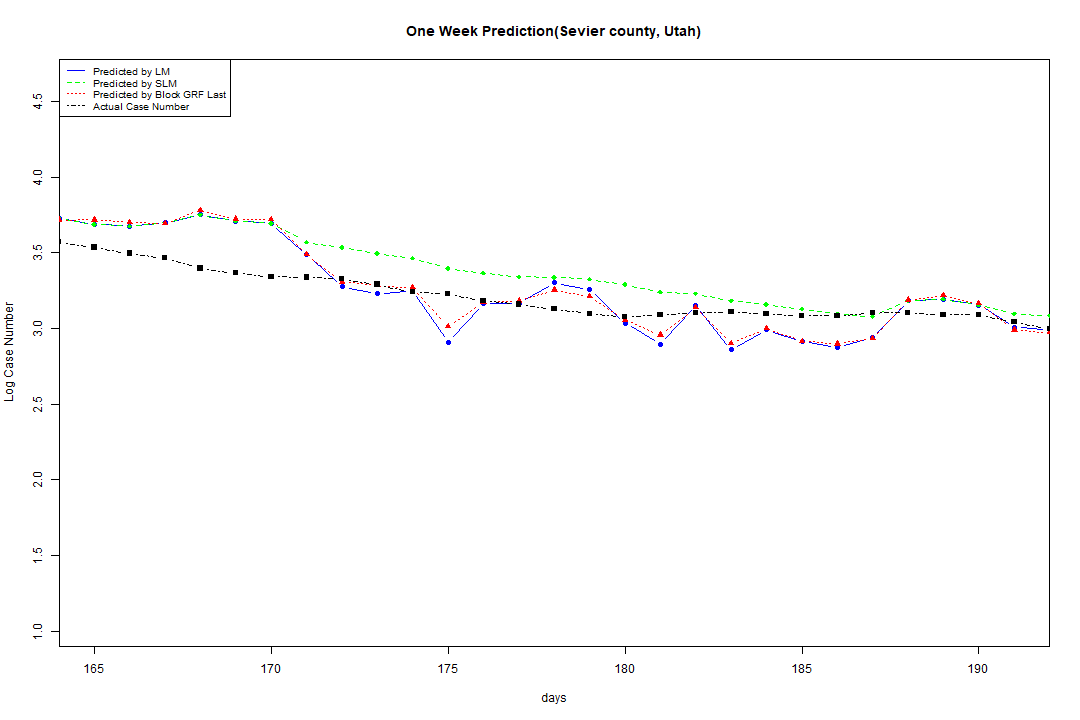 One Week Prediction(Sevier county, Utah)
Predicted by LM
Predicted by SLM
Predicted by Block GRF Last
Actual Case Number
Log Case Number
4.5
4.0
3.5
3.0
2.5
2.0
1.5
1.0
165 170 175 180 185 190
days